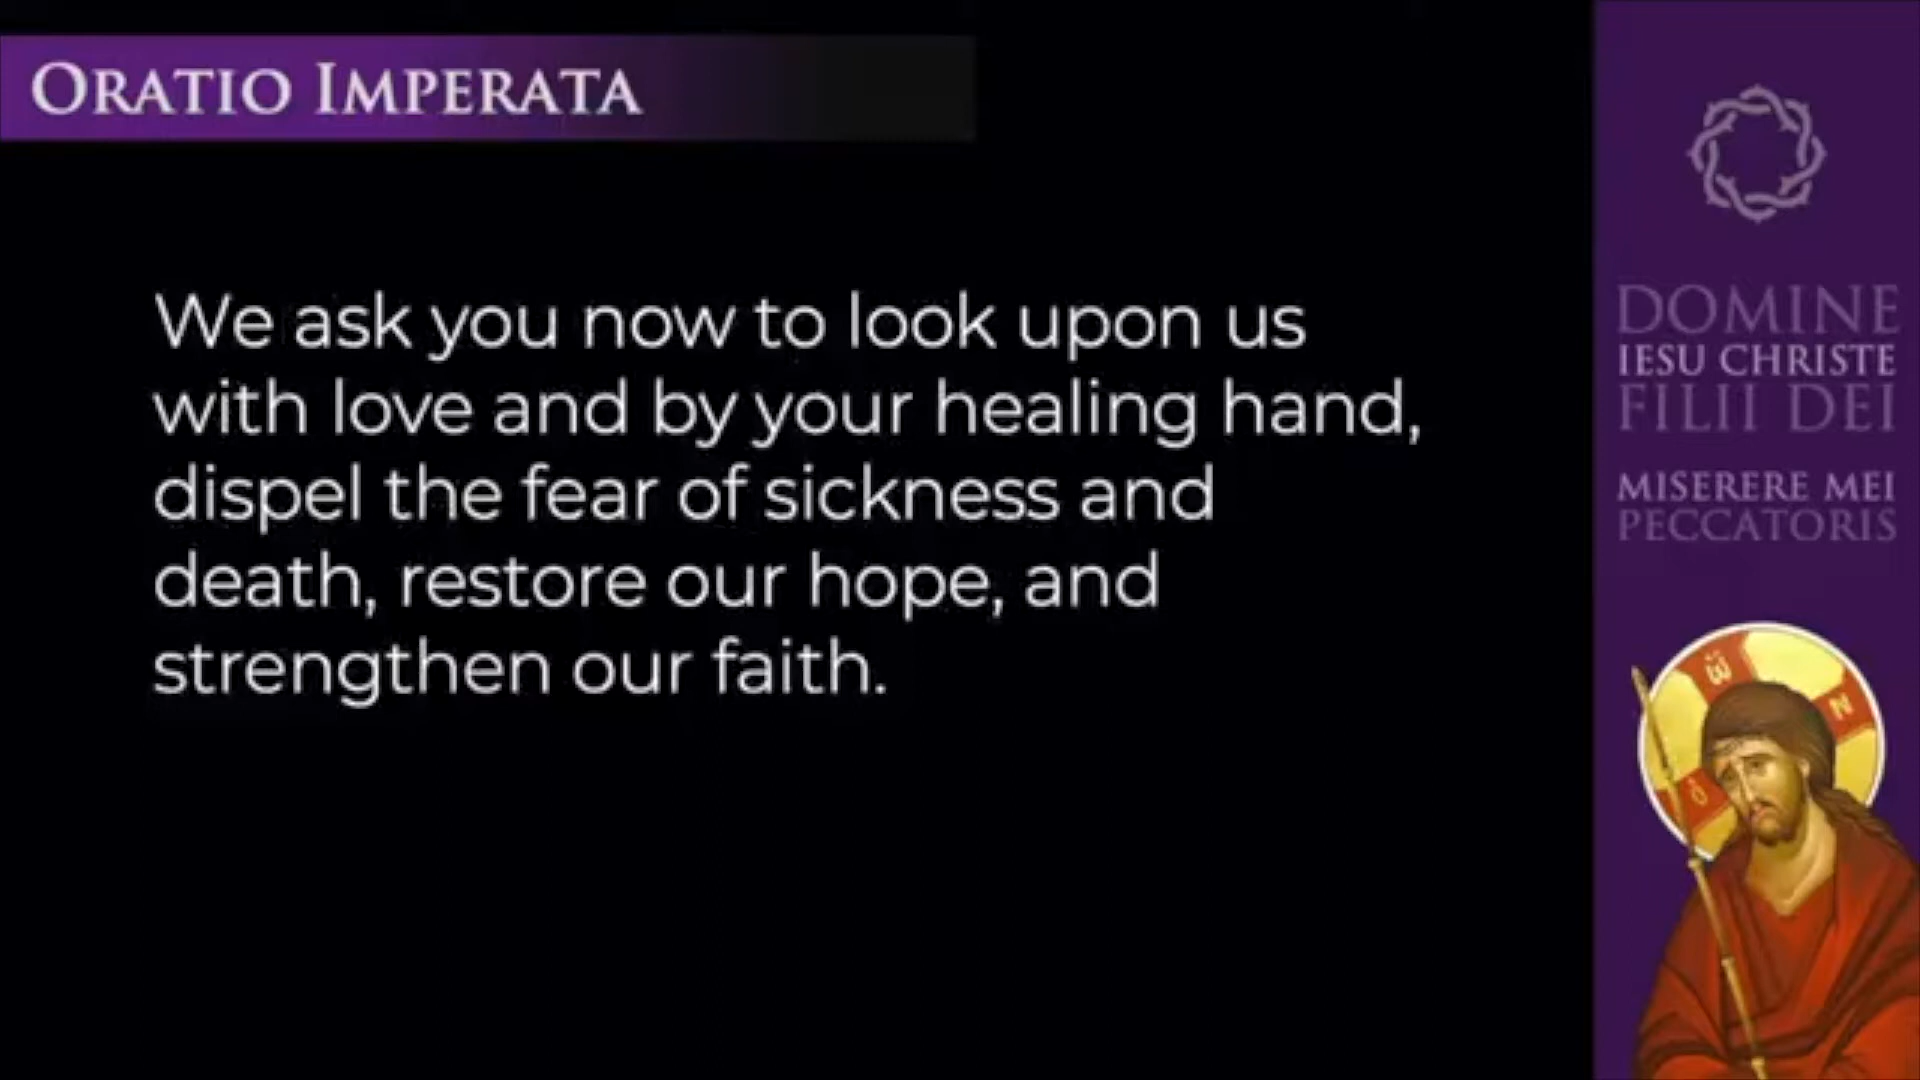 ORATIO IMPERATA
We ask you now to look upon us
with love and by your healing hand,
dispel the fear of sickness and
death, restore our hope, and
strengthen our faith.
DOMINE
IESU CHRISTE
FILII DEI
MISERERE MEI
PECCATORIS
Ὁ
Ὤ
Ν